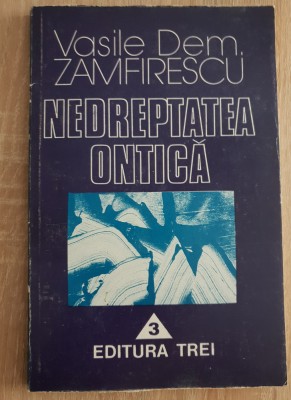 Vasile Dem.
ZAMFIRESCU
NEDREPTATEA
ONTICĂ
3
EDITURA TREI